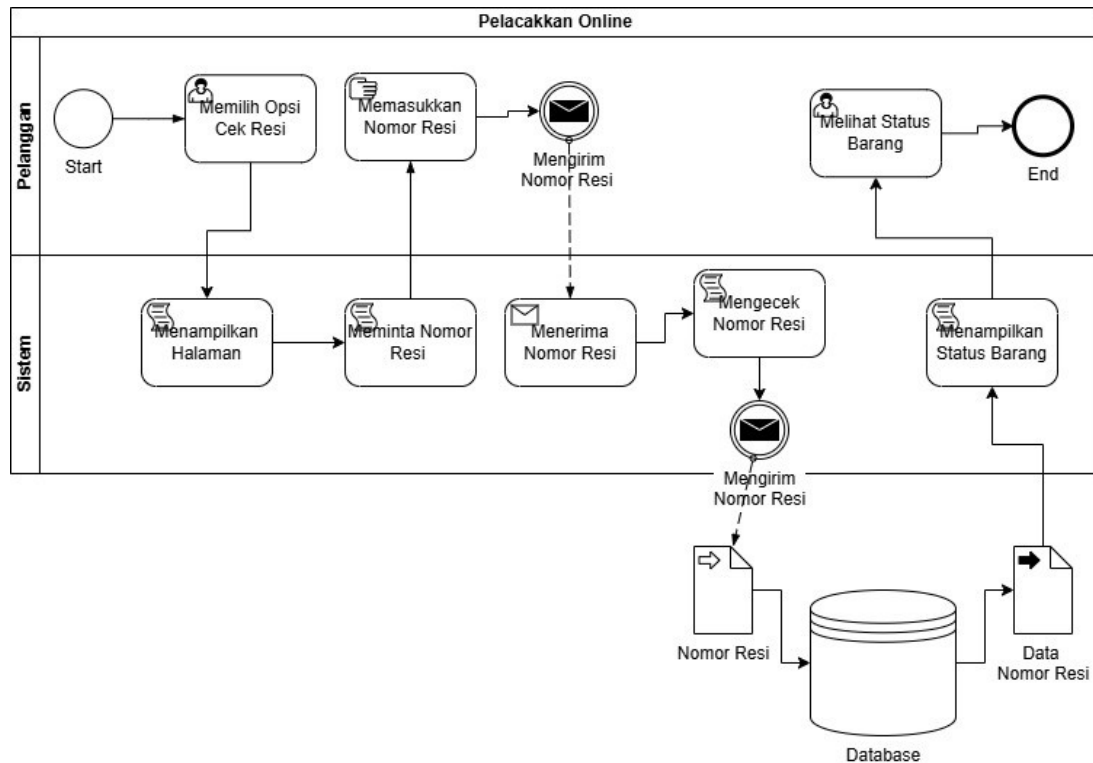 Pelacakkan Online
Pelanggan
Start
Memilih Opsi
Cek Resi
Memasukkan
Nomor Resi
Mengirim
Nomor Resi
Melihat Status
Barang
End
Sistem
Menampilkan
Halaman
Meminta Nomor
Resi
Menerima
Nomor Resi
Mengecek
Nomor Resi
Mengirim
Nomor Resi
Menampilkan
Status Barang
Nomor Resi
Database
Data
Nomor Resi